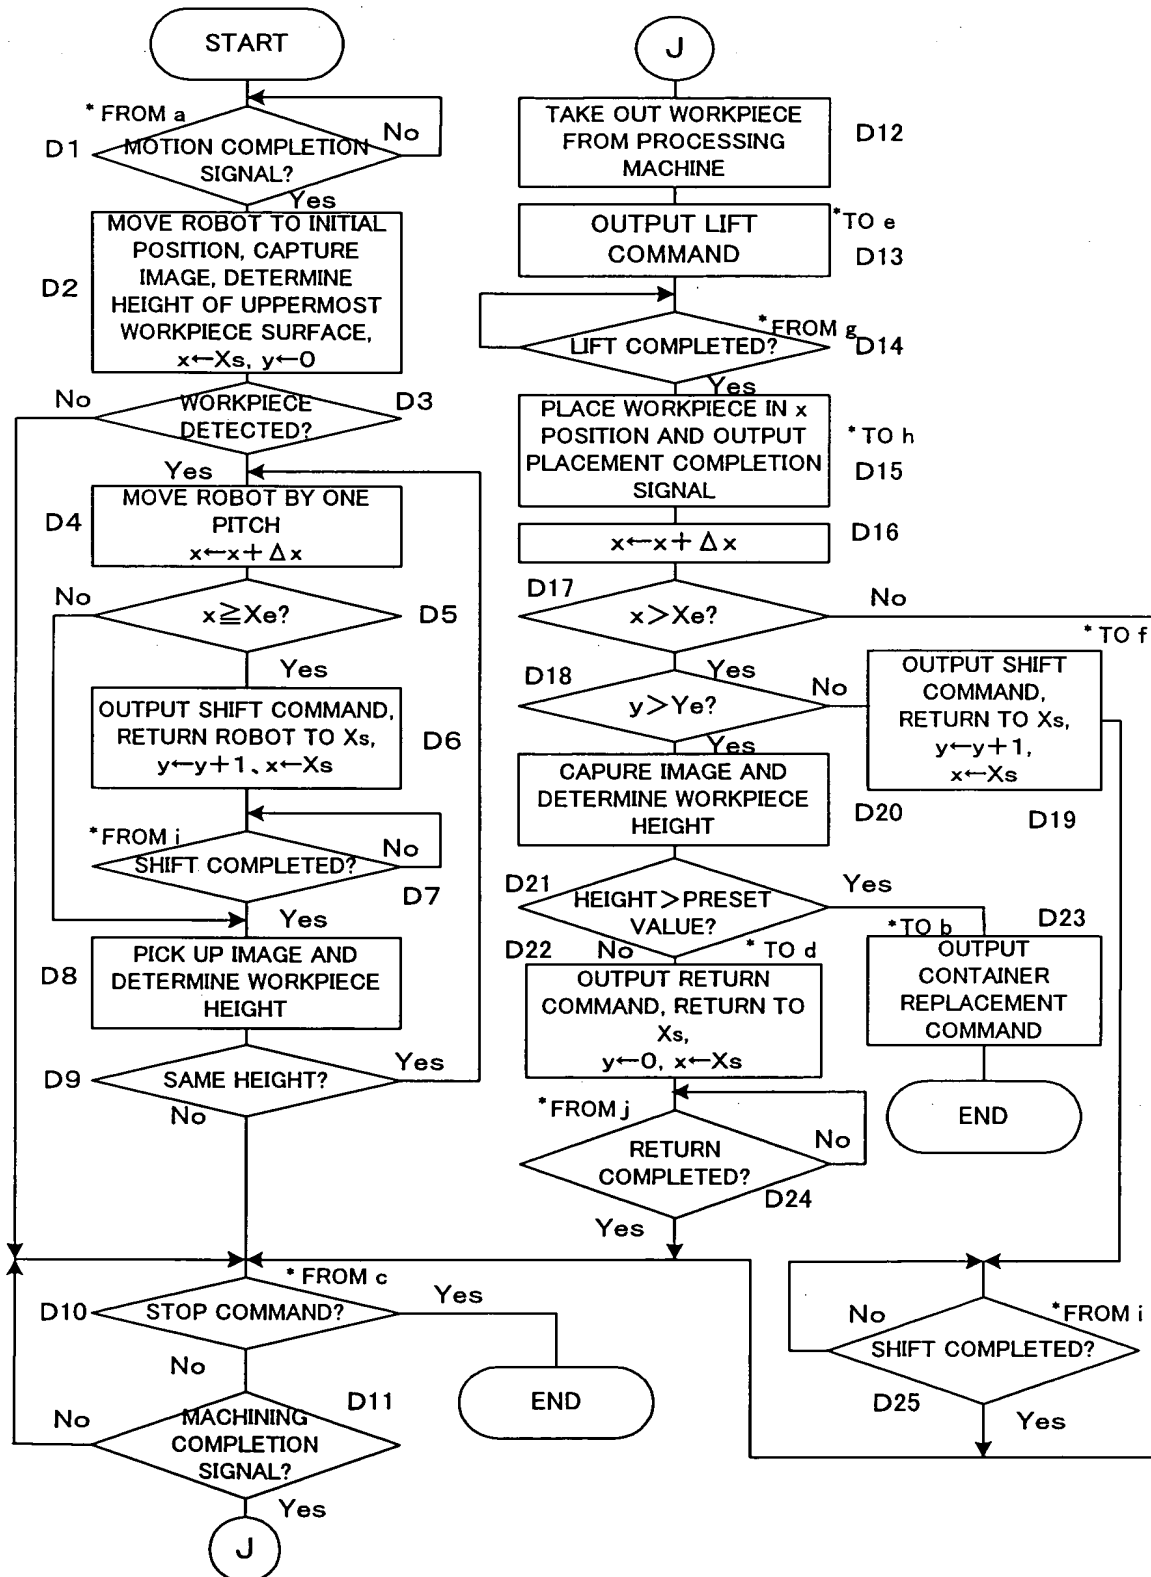 START
* FROM a
D1
MOTION COMPLETION
SIGNAL?
No
Yes
D2
MOVE ROBOT TO INITIAL
POSITION, CAPTURE
IMAGE, DETERMINE
HEIGHT OF UPPERMOST
WORKPIECE SURFACE,
x←Xs, y←0
No
WORKPIECE
DETECTED?
D3
Yes
D4
MOVE ROBOT BY ONE
PITCH
x←x+Δx
No
x≧Xe?
D5
Yes
OUTPUT SHIFT COMMAND,
RETURN ROBOT TO Xs,
y←y+1、x←Xs
D6
*FROM i
SHIFT COMPLETED?
No
D7
Yes
D8
PICK UP IMAGE AND
DETERMINE WORKPIECE
HEIGHT
D9
SAME HEIGHT?
Yes
No
* FROM c
D10
STOP COMMAND?
Yes
No
END
D11
No
MACHINING
COMPLETION
SIGNAL?
Yes
J
J
TAKE OUT WORKPIECE
FROM PROCESSING
MACHINE
D12
OUTPUT LIFT
COMMAND
*TO e
D13
*FROM g
LIFT COMPLETED?
D14
Yes
PLACE WORKPIECE IN x
POSITION AND OUTPUT
PLACEMENT COMPLETION
SIGNAL
* TO h
D15
x←x+Δx
D16
D17
x>Xe?
No
Yes
* TO f
D18
y>Ye?
No
Yes
OUTPUT SHIFT
COMMAND,
RETURN TO Xs,
y←y+1,
x←Xs
D19
CAPURE IMAGE AND
DETERMINE WORKPIECE
HEIGHT
D20
D21
HEIGHT>PRESET
VALUE?
Yes
No
D22
* TO d
OUTPUT RETURN
COMMAND, RETURN TO
Xs,
y←0, x←Xs
D23
*TO b
OUTPUT
CONTAINER
REPLACEMENT
COMMAND
END
*FROM j
RETURN
COMPLETED?
No
D24
Yes
No
*FROM i
SHIFT COMPLETED?
D25
Yes